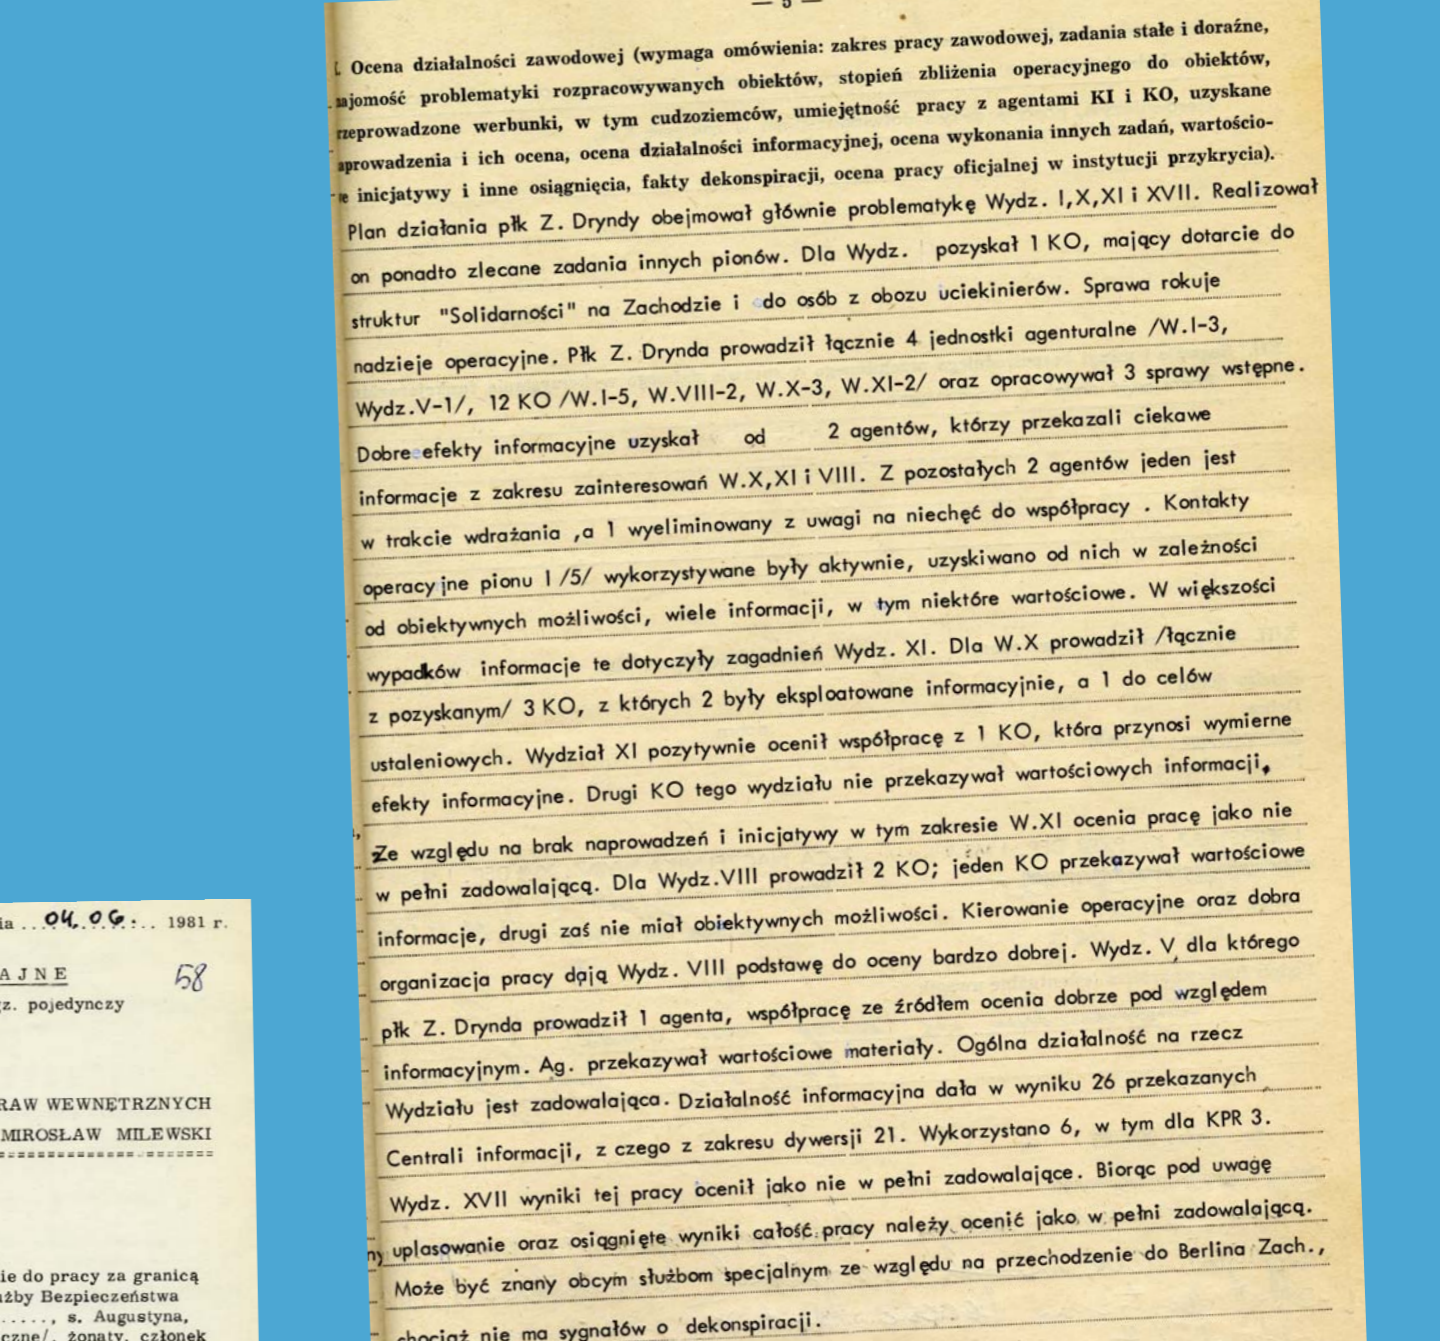 — 5 —
Ocena działalności zawodowej (wymaga omówienia: zakres pracy zawodowej, zadania stałe i doraźne,
ajomość problematyki rozpracowywanych obiektów, stopień zbliżenia operacyjnego do obiektów,
rzeprowadzone werbunki, w tym cudzoziemców, umiejętność pracy z agentami KI i KO, uzyskane
aprowadzenia i ich ocena, ocena działalności informacyjnej, ocena wykonania innych zadań, wartościo-
e inicjatywy i inne osiągnięcia, fakty dekonspiracji, ocena pracy oficjalnej w instytucji przykrycia).
Plan działania płk Z. Dryndy obejmował głównie problematykę Wydz. I,X,XI i XVII. Realizował
on ponadto zlecane zadania innych pionów. Dla Wydz. pozyskał 1 KO, mający dotarcie do
struktur "Solidarności" na Zachodzie i do osób z obozu uciekinierów. Sprawa rokuje
nadzieje operacyjne. Płk Z. Drynda prowadził łącznie 4 jednostki agenturalne /W.I-3,
Wydz.V-1/, 12 KO /W.I-5, W.VIII-2, W.X-3, W.XI-2/ oraz opracowywał 3 sprawy wstępne.
Dobre efekty informacyjne uzyskał od 2 agentów, którzy przekazali ciekawe
informacje z zakresu zainteresowań W.X,XI i VIII. Z pozostałych 2 agentów jeden jest
w trakcie wdrażania ,a 1 wyeliminowany z uwagi na niechęć do współpracy . Kontakty
operacyjne pionu I /5/ wykorzystywane były aktywnie, uzyskiwano od nich w zależności
od obiektywnych możliwości, wiele informacji, w tym niektóre wartościowe. W większości
wypadków informacje te dotyczyły zagadnień Wydz. XI. Dla W.X prowadził /łącznie
z pozyskanym/ 3 KO, z których 2 były eksploatowane informacyjnie, a 1 do celów
ustaleniowych. Wydział XI pozytywnie ocenił współpracę z 1 KO, która przynosi wymierne
efekty informacyjne. Drugi KO tego wydziału nie przekazywał wartościowych informacji.
Ze względu na brak naprowadzeń i inicjatywy w tym zakresie W.XI ocenia pracę jako nie
w pełni zadowalającą. Dla Wydz.VIII prowadził 2 KO; jeden KO przekazywał wartościowe
informacje, drugi zaś nie miał obiektywnych możliwości. Kierowanie operacyjne oraz dobra
organizacja pracy dają Wydz. VIII podstawę do oceny bardzo dobrej. Wydz. V, dla którego
płk Z. Drynda prowadził 1 agenta, współpracę ze źródłem ocenia dobrze pod względem
informacyjnym. Ag. przekazywał wartościowe materiały. Ogólna działalność na rzecz
Wydziału jest zadowalająca. Działalność informacyjna dała w wyniku 26 przekazanych
Centrali informacji, z czego z zakresu dywersji 21. Wykorzystano 6, w tym dla KPR 3.
Wydz. XVII wyniki tej pracy ocenił jako nie w pełni zadowalające. Biorąc pod uwagę
uplasowanie oraz osiągnięte wyniki całość pracy należy ocenić jako w pełni zadowalającą.
Może być znany obcym służbom specjalnym ze względu na przechodzenie do Berlina Zach.,
chociaż nie ma sygnałów o dekonspiracji.
ia ...04.06... 1981 r.
AJNE
58
z. pojedynczy
RAW WEWNĘTRZNYCH
MIROSŁAW MILEWSKI
ie do pracy za granicą
użby Bezpieczeństwa
....., s. Augustyna,
czne/, żonaty, członek